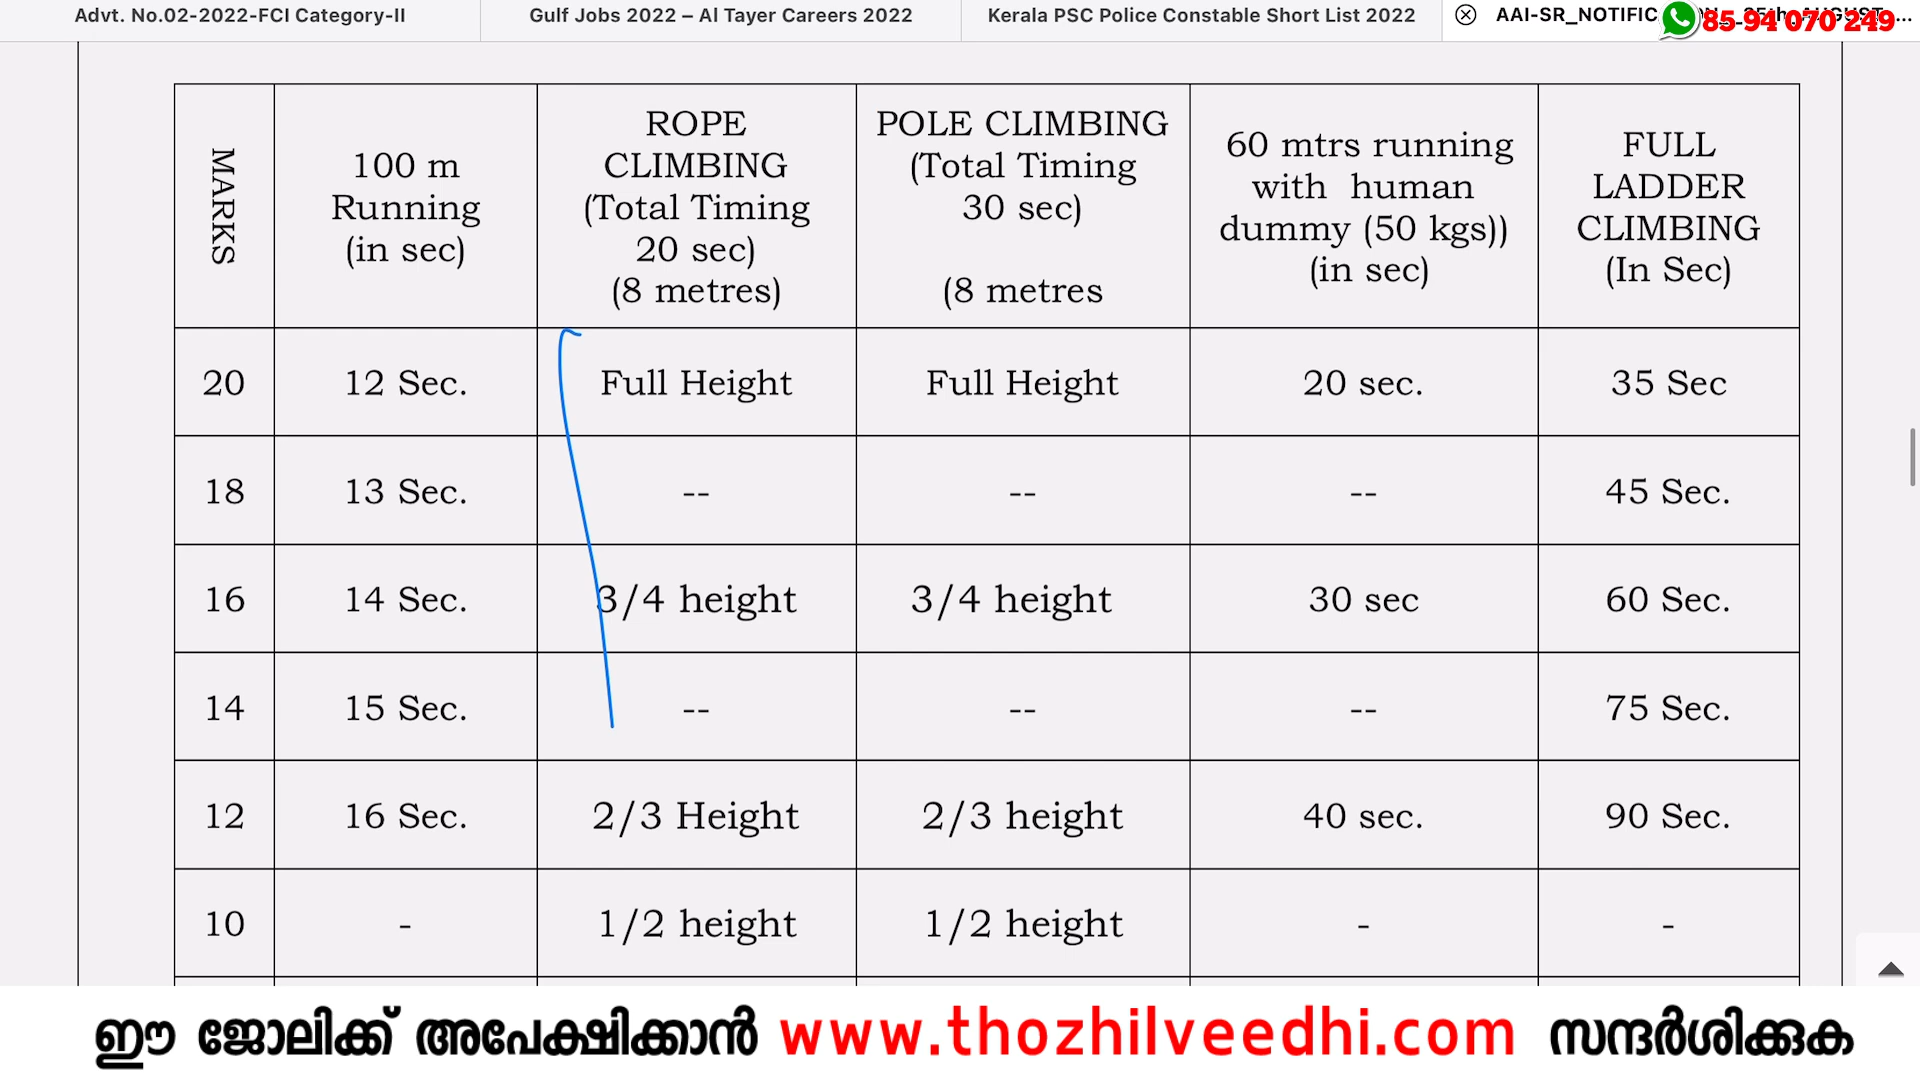 Advt. No.02-2022-FCI Category-II
Gulf Jobs 2022 – Al Tayer Careers 2022
Kerala PSC Police Constable Short List 2022
85 94 070 249
MARKS
100 m
Running
(in sec)
ROPE
CLIMBING
(Total Timing
20 sec)
(8 metres)
POLE CLIMBING
(Total Timing
30 sec)
(8 metres
60 mtrs running
with human
dummy (50 kgs))
(in sec)
FULL
LADDER
CLIMBING
(In Sec)
20 12 Sec. Full Height Full Height 20 sec. 35 Sec
18 13 Sec. -- -- -- 45 Sec.
16 14 Sec. 3/4 height 3/4 height 30 sec 60 Sec.
14 15 Sec. -- -- -- 75 Sec.
12 16 Sec. 2/3 Height 2/3 height 40 sec. 90 Sec.
10 - 1/2 height 1/2 height - -
ഈ ജോലിക്ക് അപേക്ഷിക്കാൻ www.thozhilveedhi.com സന്ദർശിക്കുക